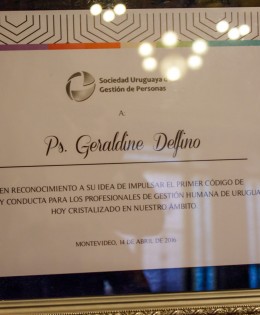 Sociedad Uruguaya de
Gestión de Personas
A:
Ps. Geraldine Delfino
EN RECONOCIMIENTO A SU IDEA DE IMPULSAR EL PRIMER CÓDIGO DE
Y CONDUCTA PARA LOS PROFESIONALES DE GESTIÓN HUMANA DE URUGUA
HOY CRISTALIZADO EN NUESTRO ÁMBITO.
MONTEVIDEO, 14 DE ABRIL DE